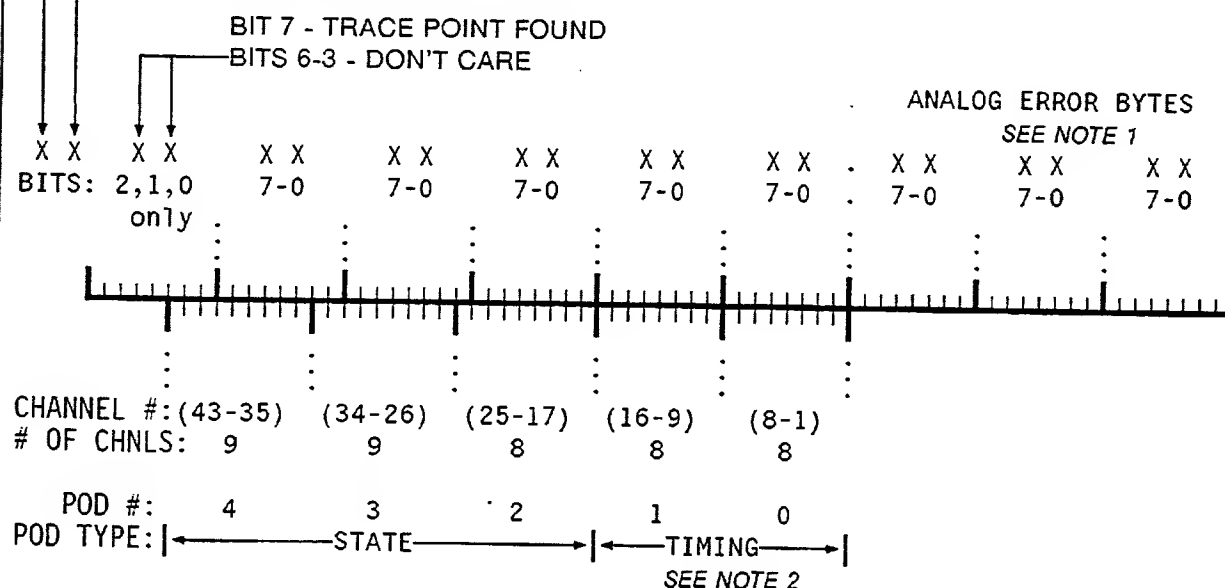 BIT 7 - TRACE POINT FOUND
BITS 6-3 - DON'T CARE
ANALOG ERROR BYTES
SEE NOTE 1
X X X X X X X X X X X X X X X X X X X X
BITS: 2,1,0 7-0 7-0 7-0 7-0 7-0 7-0 7-0 7-0
only
CHANNEL #:(43-35) (34-26) (25-17) (16-9) (8-1)
# OF CHNLS: 9 9 8 8 8
POD #: 4 3 2 1 0
POD TYPE: STATE TIMING
SEE NOTE 2